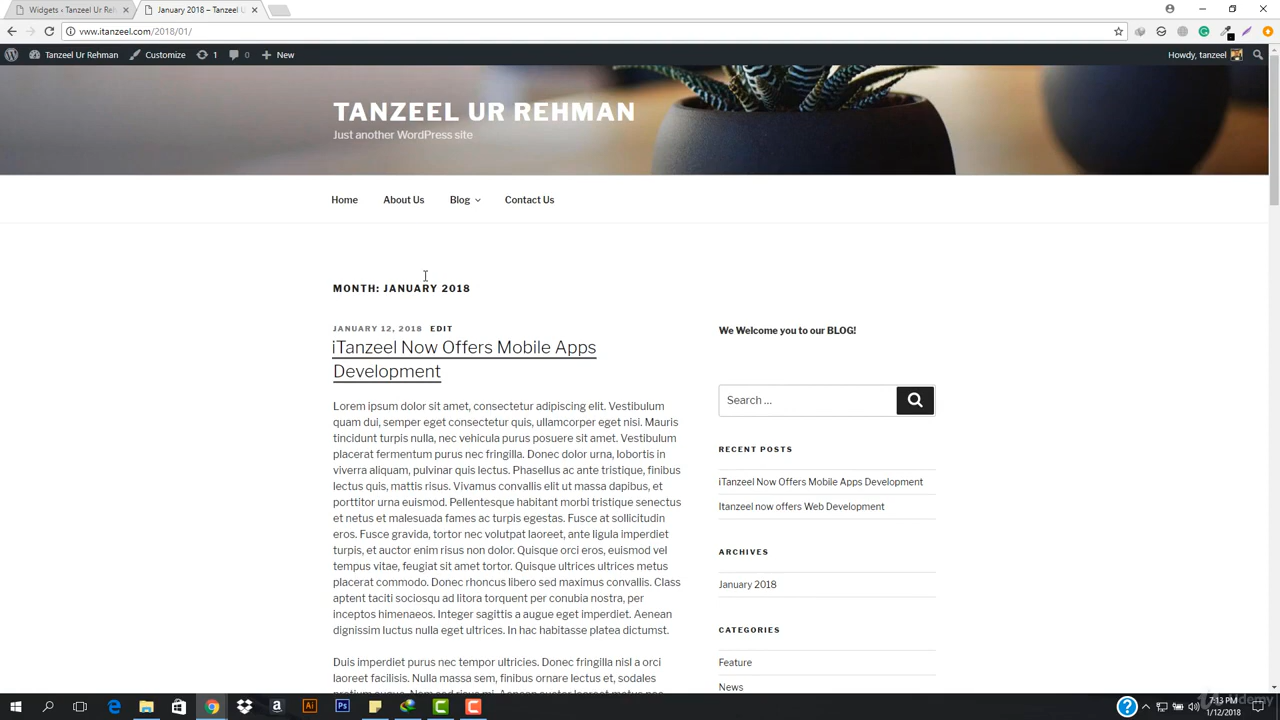 Widgets ‹ Tanzeel Ur Reh
January 2018 – Tanzeel U
www.itanzeel.com/2018/01/
Tanzeel Ur Rehman
Customize
1
0
New
Howdy, tanzeel
TANZEEL UR REHMAN
Just another WordPress site
Home
About Us
Blog
Contact Us
MONTH: JANUARY 2018
JANUARY 12, 2018 EDIT
iTanzeel Now Offers Mobile Apps
Development
Lorem ipsum dolor sit amet, consectetur adipiscing elit. Vestibulum
quam dui, semper eget consectetur quis, ullamcorper eget nisi. Mauris
tincidunt turpis nulla, nec vehicula purus posuere sit amet. Vestibulum
placerat fermentum purus nec fringilla. Donec dolor urna, lobortis in
viverra aliquam, pulvinar quis lectus. Phasellus ac ante tristique, finibus
lectus quis, mattis risus. Vivamus convallis elit ut massa dapibus, et
porttitor urna euismod. Pellentesque habitant morbi tristique senectus
et netus et malesuada fames ac turpis egestas. Fusce at sollicitudin
eros. Fusce gravida, tortor nec volutpat laoreet, ante ligula imperdiet
turpis, et auctor enim risus non dolor. Quisque orci eros, euismod vel
tempus vitae, feugiat sit amet tortor. Quisque ultrices ultrices metus
placerat commodo. Donec rhoncus libero sed maximus convallis. Class
aptent taciti sociosqu ad litora torquent per conubia nostra, per
inceptos himenaeos. Integer sagittis a augue eget imperdiet. Aenean
dignissim luctus nulla eget ultrices. In hac habitasse platea dictumst.
Duis imperdiet purus nec tempor ultricies. Donec fringilla nisl a orci
laoreet facilisis. Nulla massa sem, finibus ornare lectus et, sodales
We Welcome you to our BLOG!
Search …
RECENT POSTS
iTanzeel Now Offers Mobile Apps Development
Itanzeel now offers Web Development
ARCHIVES
January 2018
CATEGORIES
Feature
News
7:13 PM
1/12/2018
Udemy